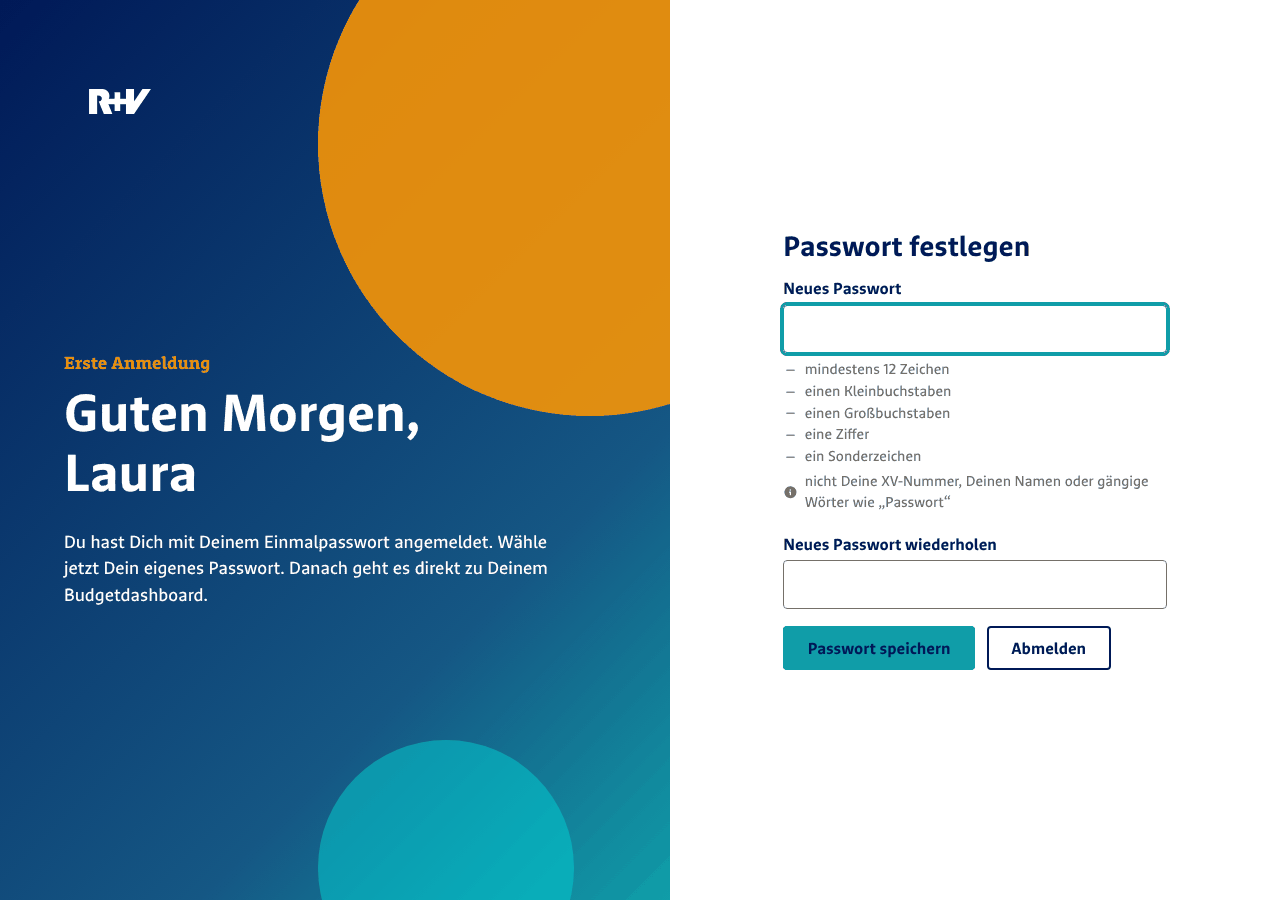 R+V
Erste Anmeldung
Guten Morgen,
Laura
Du hast Dich mit Deinem Einmalpasswort angemeldet. Wähle
jetzt Dein eigenes Passwort. Danach geht es direkt zu Deinem
Budgetdashboard.
Passwort festlegen
Neues Passwort
– mindestens 12 Zeichen
– einen Kleinbuchstaben
– einen Großbuchstaben
– eine Ziffer
– ein Sonderzeichen
nicht Deine XV-Nummer, Deinen Namen oder gängige
Wörter wie „Passwort“
Neues Passwort wiederholen
Passwort speichern
Abmelden